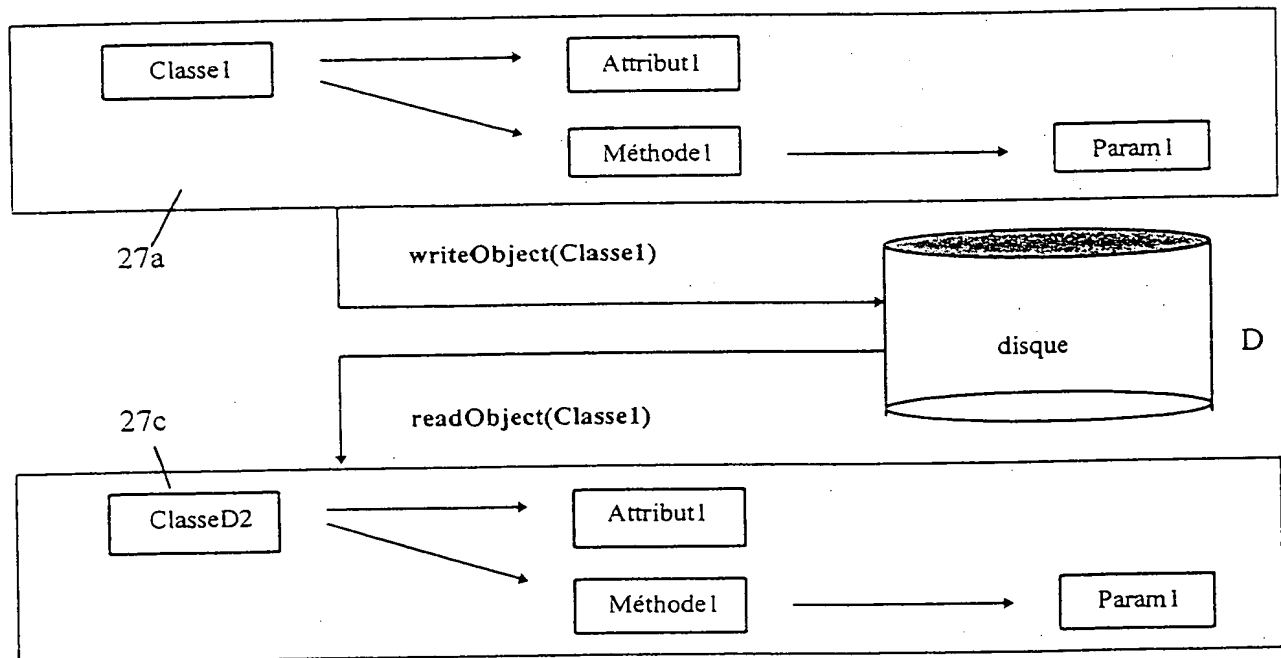 Classe1
Attribut1
Méthode1
Param1
27a
writeObject(Classe1)
disque
D
readObject(Classe1)
27c
ClasseD2
Attribut1
Méthode1
Param1